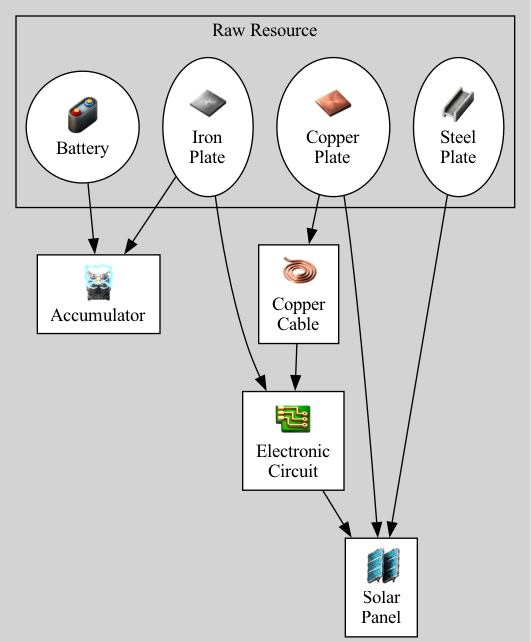 Raw Resource
Battery
Iron
Plate
Copper
Plate
Steel
Plate
Accumulator
Copper
Cable
Electronic
Circuit
Solar
Panel